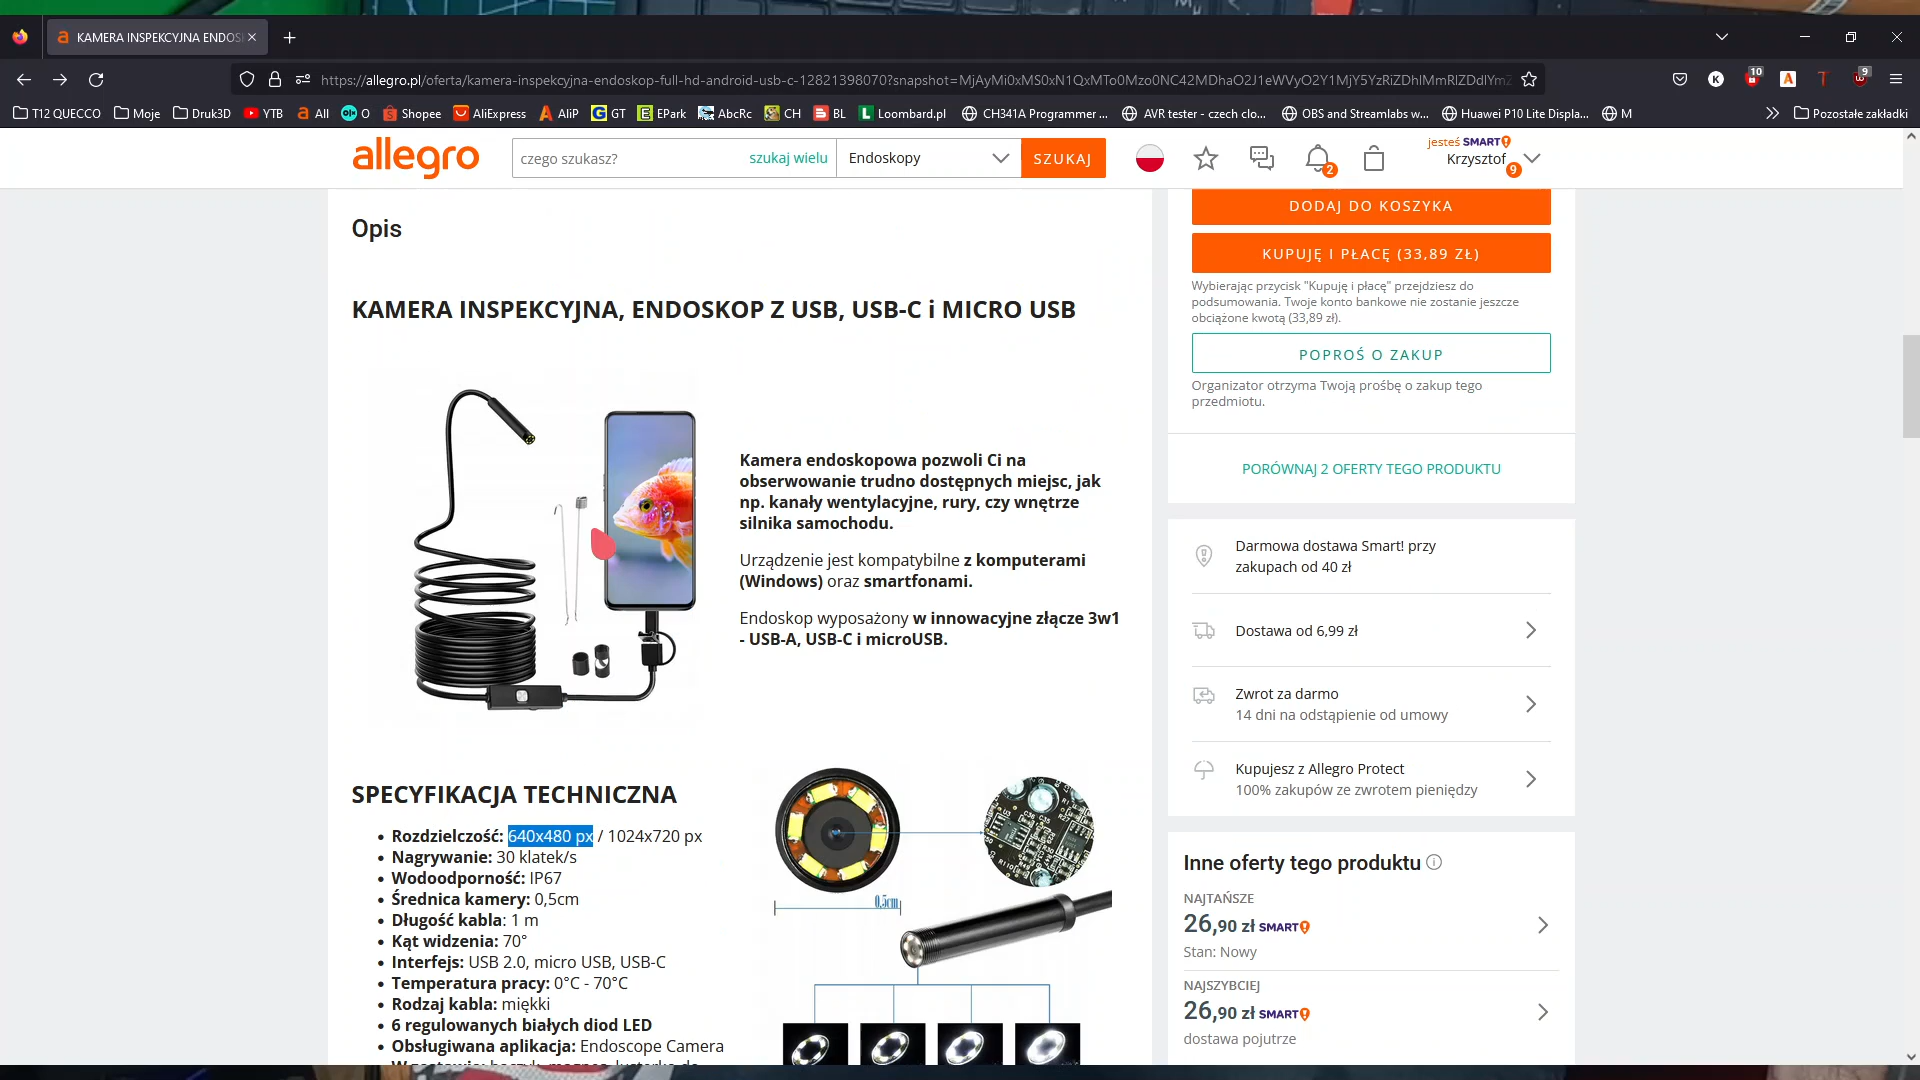 KAMERA INSPEKCYJNA ENDOS
https://allegro.pl/oferta/kamera-inspekcyjna-endoskop-full-hd-android-usb-c-12821398070?snapshot=MjAyMi0xMS0xN1QxMTo0Mzo0NC42MDhaO2J1eWVyO2Y1MjY5YzRiZDhlMmRlZDdlYmZ
10
9
T12 QUECCO Moje Druk3D YTB All O Shopee AliExpress AliP GT EPark AbcRc CH BL Loombard.pl CH341A Programmer ... AVR tester - czech clo... OBS and Streamlabs w... Huawei P10 Lite Displa... M Pozostałe zakładki
allegro
czego szukasz?
szukaj wielu
Endoskopy
SZUKAJ
2
jesteś SMART!
Krzysztof
9
Opis
KAMERA INSPEKCYJNA, ENDOSKOP Z USB, USB-C i MICRO USB
Kamera endoskopowa pozwoli Ci na
obserwowanie trudno dostępnych miejsc, jak
np. kanały wentylacyjne, rury, czy wnętrze
silnika samochodu.
Urządzenie jest kompatybilne z komputerami
(Windows) oraz smartfonami.
Endoskop wyposażony w innowacyjne złącze 3w1
- USB-A, USB-C i microUSB.
SPECYFIKACJA TECHNICZNA
• Rozdzielczość: 640x480 px / 1024x720 px
• Nagrywanie: 30 klatek/s
• Wodoodporność: IP67
• Średnica kamery: 0,5cm
• Długość kabla: 1 m
• Kąt widzenia: 70°
• Interfejs: USB 2.0, micro USB, USB-C
• Temperatura pracy: 0°C - 70°C
• Rodzaj kabla: miękki
• 6 regulowanych białych diod LED
• Obsługiwana aplikacja: Endoscope Camera
0.5cm
DODAJ DO KOSZYKA
KUPUJĘ I PŁACĘ (33,89 ZŁ)
Wybierając przycisk "Kupuję i płacę" przejdziesz do
podsumowania. Twoje konto bankowe nie zostanie jeszcze
obciążone kwotą (33,89 zł).
POPROŚ O ZAKUP
Organizator otrzyma Twoją prośbę o zakup tego
przedmiotu.
PORÓWNAJ 2 OFERTY TEGO PRODUKTU
Darmowa dostawa Smart! przy
zakupach od 40 zł
Dostawa od 6,99 zł
Zwrot za darmo
14 dni na odstąpienie od umowy
Kupujesz z Allegro Protect
100% zakupów ze zwrotem pieniędzy
Inne oferty tego produktu
NAJTAŃSZE
26,90 zł SMART!
Stan: Nowy
NAJSZYBCIEJ
26,90 zł SMART!
dostawa pojutrze